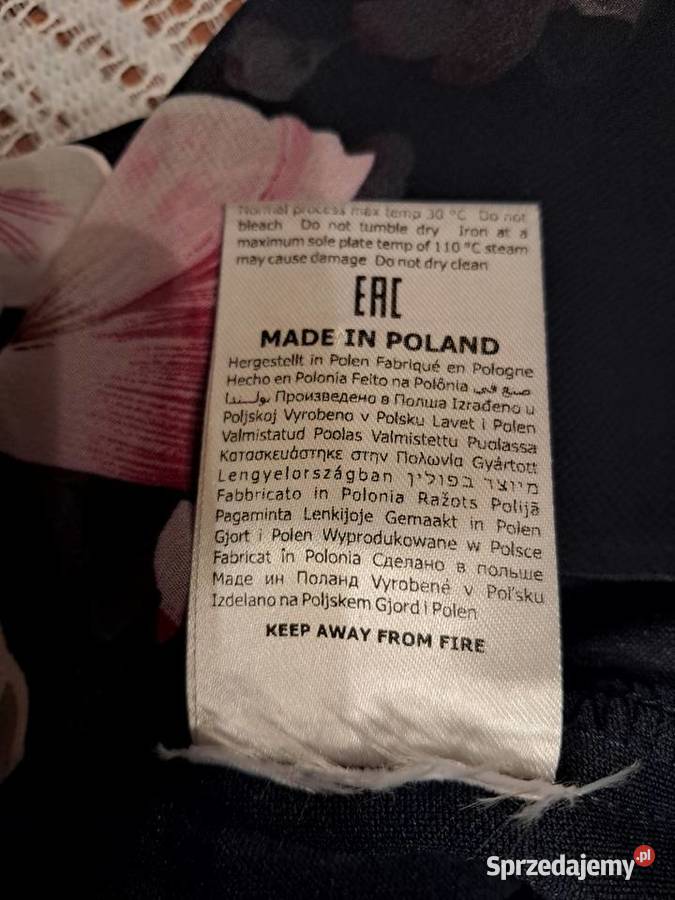 Normal process max temp 30 °C Do not
bleach Do not tumble dry Iron at a
maximum sole plate temp of 110 °C steam
may cause damage Do not dry clean
EAC
MADE IN POLAND
Hergestellt in Polen Fabriqué en Pologne
Hecho en Polonia Feito na Polônia صنع في
بولندا Произведено в Полша Izrađeno u
Poljskoj Vyrobeno v Polsku Lavet i Polen
Valmistatud Poolas Valmistettu Puolassa
Κατασκευάστηκε στην Πολωνία Gyártott
Lengyelországban מיוצר בפולין
Fabbricato in Polonia Ražots Polijā
Pagaminta Lenkijoje Gemaakt in Polen
Gjort i Polen Wyprodukowane w Polsce
Fabricat în Polonia Сделано в польше
Маде ин Поланд Vyrobené v Poľsku
Izdelano na Poljskem Gjord i Polen
KEEP AWAY FROM FIRE
Sprzedajemy.pl